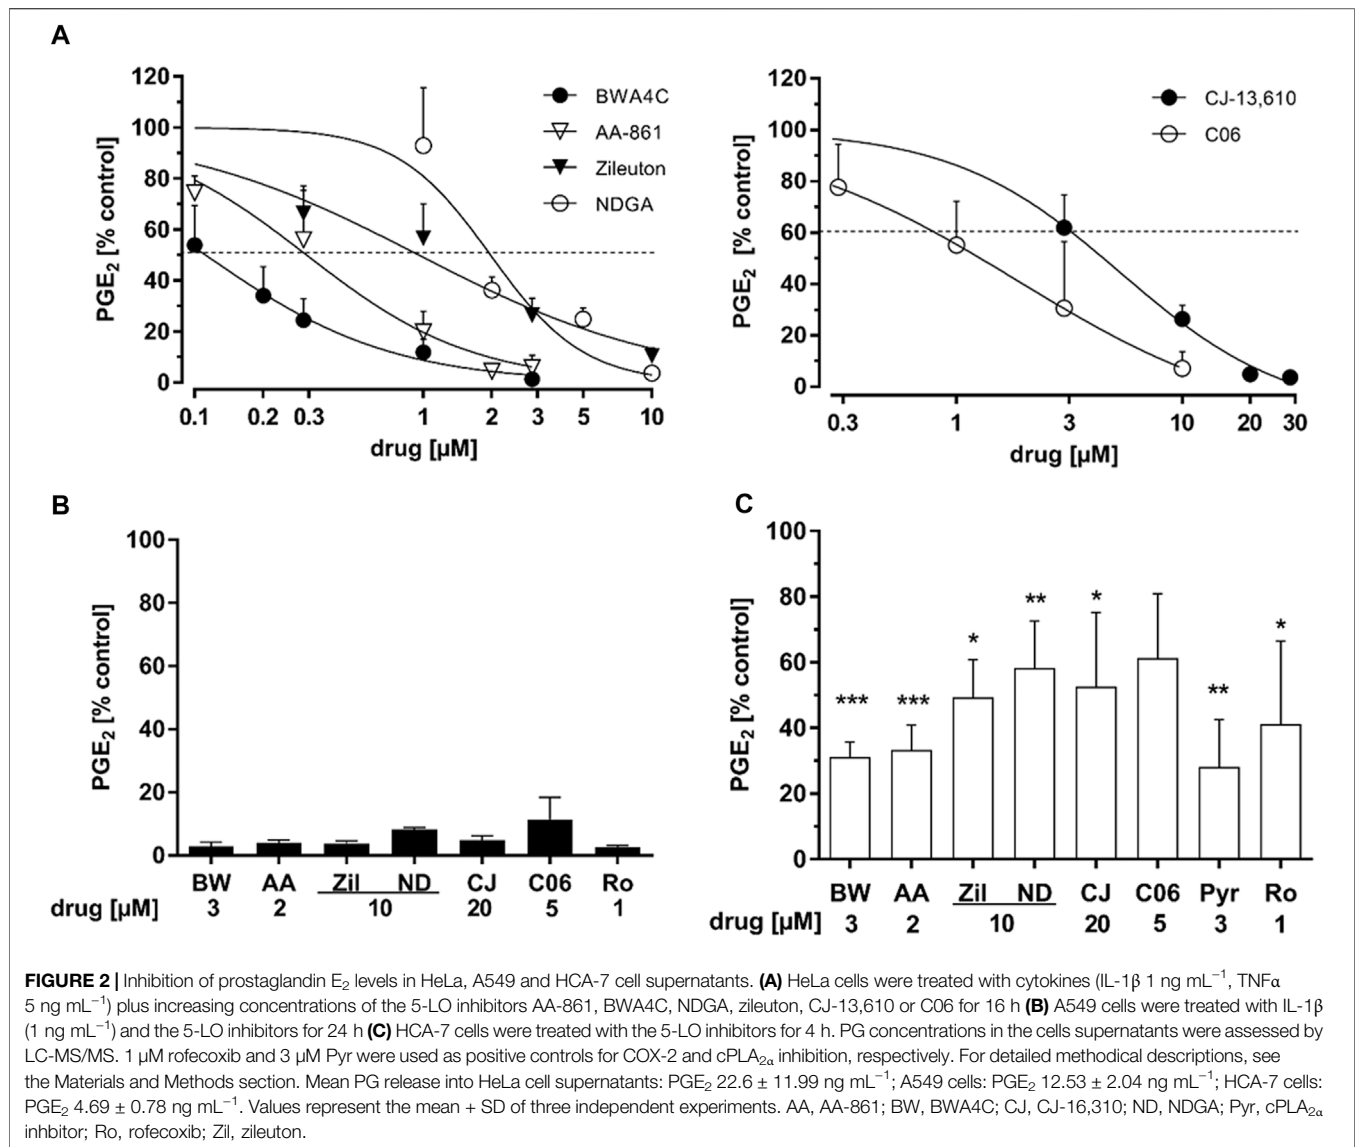 A
120
100
80
60
40
20
0
PGE2 [% control]
BWA4C
AA-861
Zileuton
NDGA
0.1 0.2 0.3 1 2 3 5 10
drug [µM]
120
100
80
60
40
20
0
PGE2 [% control]
CJ-13,610
C06
0.3 1 3 10 20 30
drug [µM]
B
100
80
60
40
20
0
PGE2 [% control]
BW AA Zil ND CJ C06 Ro
drug [µM] 3 2 10 20 5 1
C
100
80
60
40
20
0
PGE2 [% control]
*** *** * ** * ** *
BW AA Zil ND CJ C06 Pyr Ro
drug [µM] 3 2 10 20 5 3 1
FIGURE 2 | Inhibition of prostaglandin E2 levels in HeLa, A549 and HCA-7 cell supernatants. (A) HeLa cells were treated with cytokines (IL-1β 1 ng mL−1, TNFα
5 ng mL−1) plus increasing concentrations of the 5-LO inhibitors AA-861, BWA4C, NDGA, zileuton, CJ-13,610 or C06 for 16 h (B) A549 cells were treated with IL-1β
(1 ng mL−1) and the 5-LO inhibitors for 24 h (C) HCA-7 cells were treated with the 5-LO inhibitors for 4 h. PG concentrations in the cells supernatants were assessed by
LC-MS/MS. 1 µM rofecoxib and 3 µM Pyr were used as positive controls for COX-2 and cPLA2α inhibition, respectively. For detailed methodical descriptions, see
the Materials and Methods section. Mean PG release into HeLa cell supernatants: PGE2 22.6 ± 11.99 ng mL−1; A549 cells: PGE2 12.53 ± 2.04 ng mL−1; HCA-7 cells:
PGE2 4.69 ± 0.78 ng mL−1. Values represent the mean + SD of three independent experiments. AA, AA-861; BW, BWA4C; CJ, CJ-16,310; ND, NDGA; Pyr, cPLA2α
inhbitor; Ro, rofecoxib; Zil, zileuton.